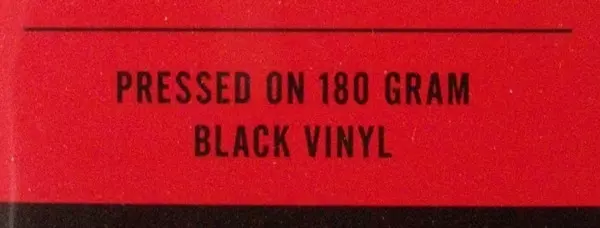 PRESSED ON 180 GRAM
BLACK VINYL